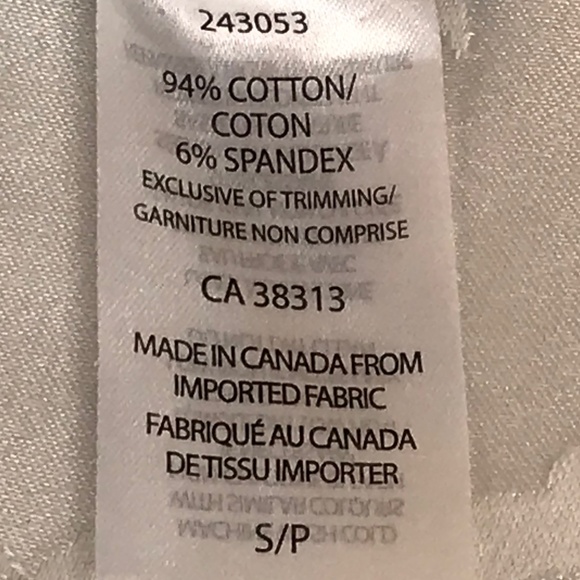 243053
94% COTTON/
COTON
6% SPANDEX
EXCLUSIVE OF TRIMMING/
GARNITURE NON COMPRISE
CA 38313
MADE IN CANADA FROM
IMPORTED FABRIC
FABRIQUÉ AU CANADA
DE TISSU IMPORTER
S/P